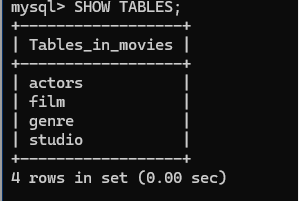 mysql> SHOW TABLES;
+------------------+
| Tables_in_movies |
+------------------+
| actors           |
| film             |
| genre            |
| studio           |
+------------------+
4 rows in set (0.00 sec)